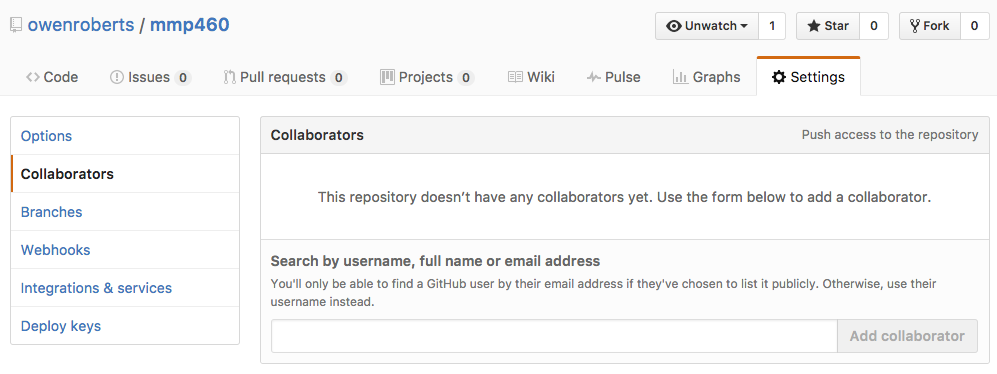 owenroberts / mmp460
Unwatch 1 Star 0 Fork 0
Code Issues 0 Pull requests 0 Projects 0 Wiki Pulse Graphs Settings
Options
Collaborators
Branches
Webhooks
Integrations & services
Deploy keys
Collaborators Push access to the repository
This repository doesn’t have any collaborators yet. Use the form below to add a collaborator.
Search by username, full name or email address
You'll only be able to find a GitHub user by their email address if they've chosen to list it publicly. Otherwise, use their
username instead.
Add collaborator